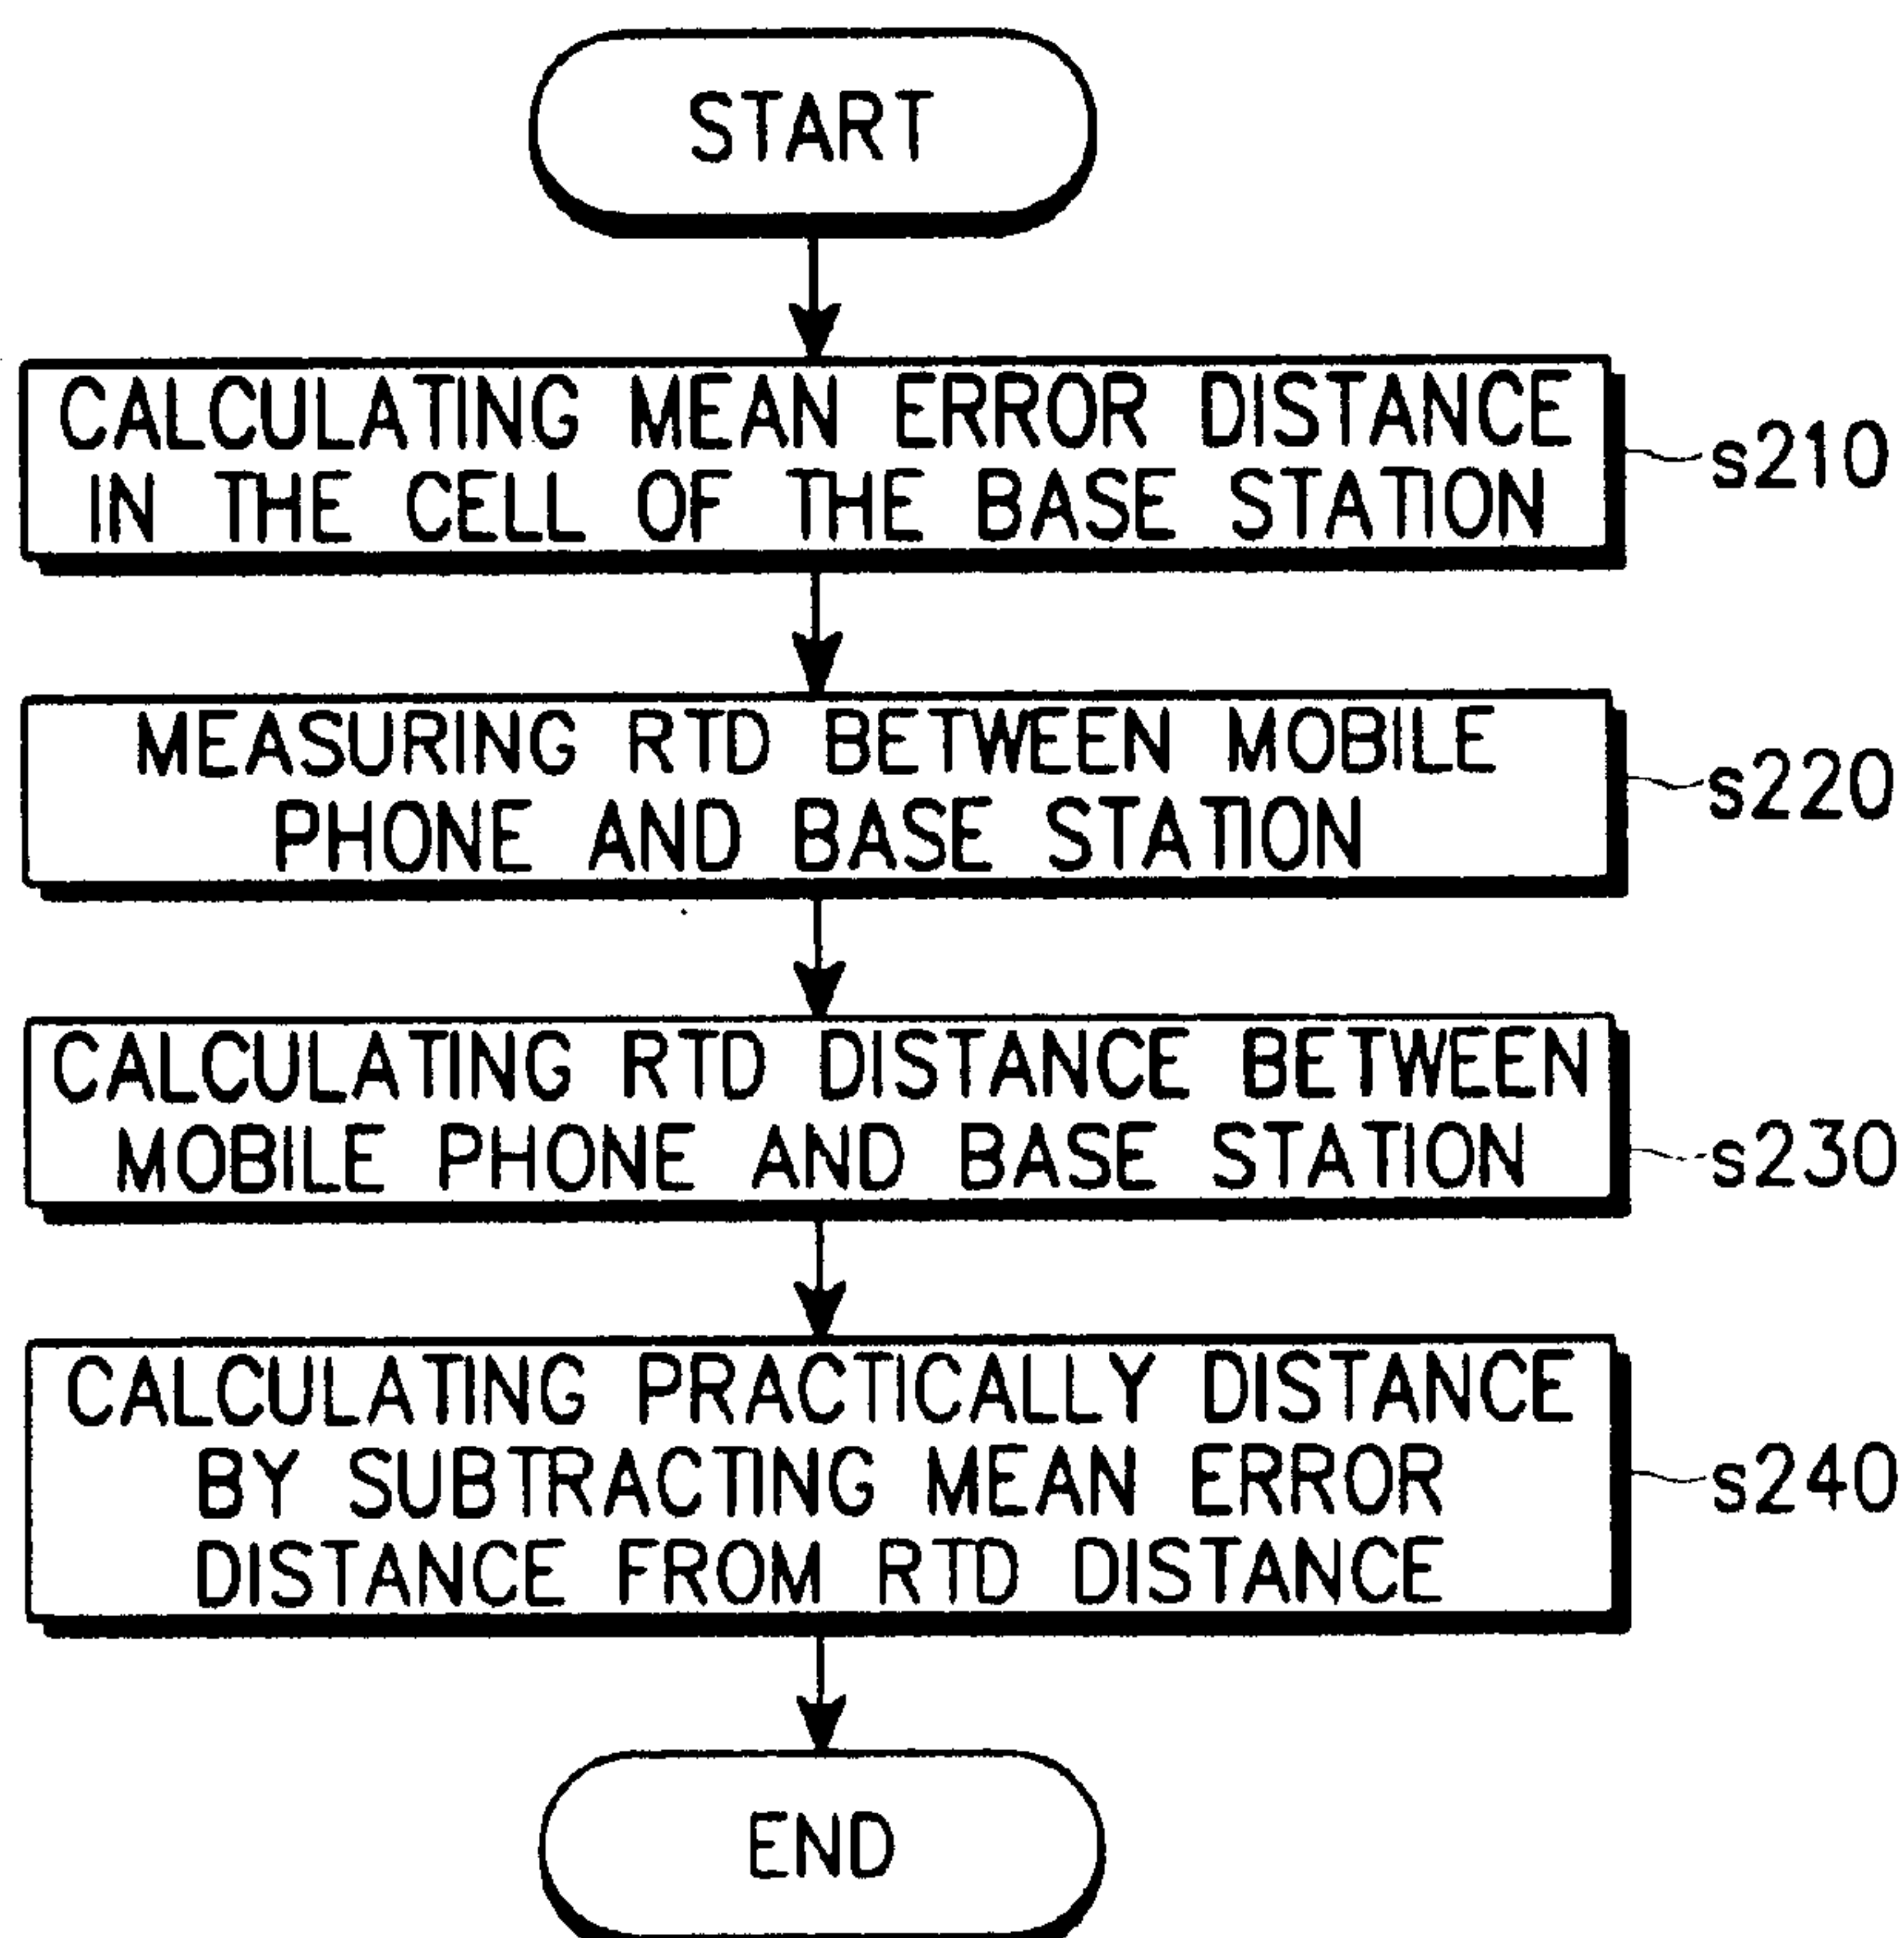 START
CALCULATING MEAN ERROR DISTANCE
IN THE CELL OF THE BASE STATION
s210
MEASURING RTD BETWEEN MOBILE
PHONE AND BASE STATION
s220
CALCULATING RTD DISTANCE BETWEEN
MOBILE PHONE AND BASE STATION
s230
CALCULATING PRACTICALLY DISTANCE
BY SUBTRACTING MEAN ERROR
DISTANCE FROM RTD DISTANCE
s240
END